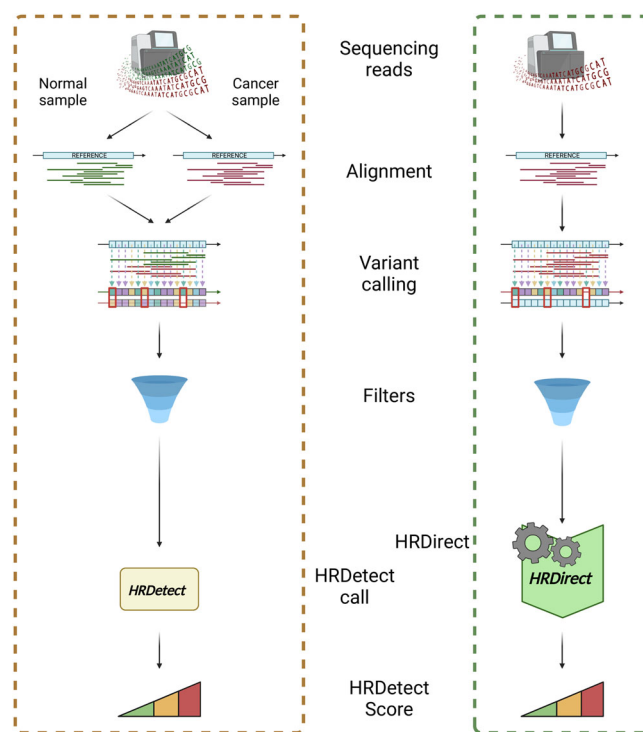 Sequencing
reads
Normal
sample
Cancer
sample
Alignment
REFERENCE
REFERENCE
REFERENCE
Variant
calling
Filters
HRDirect
HRDirect
HRDetect
HRDetect
call
HRDetect
Score